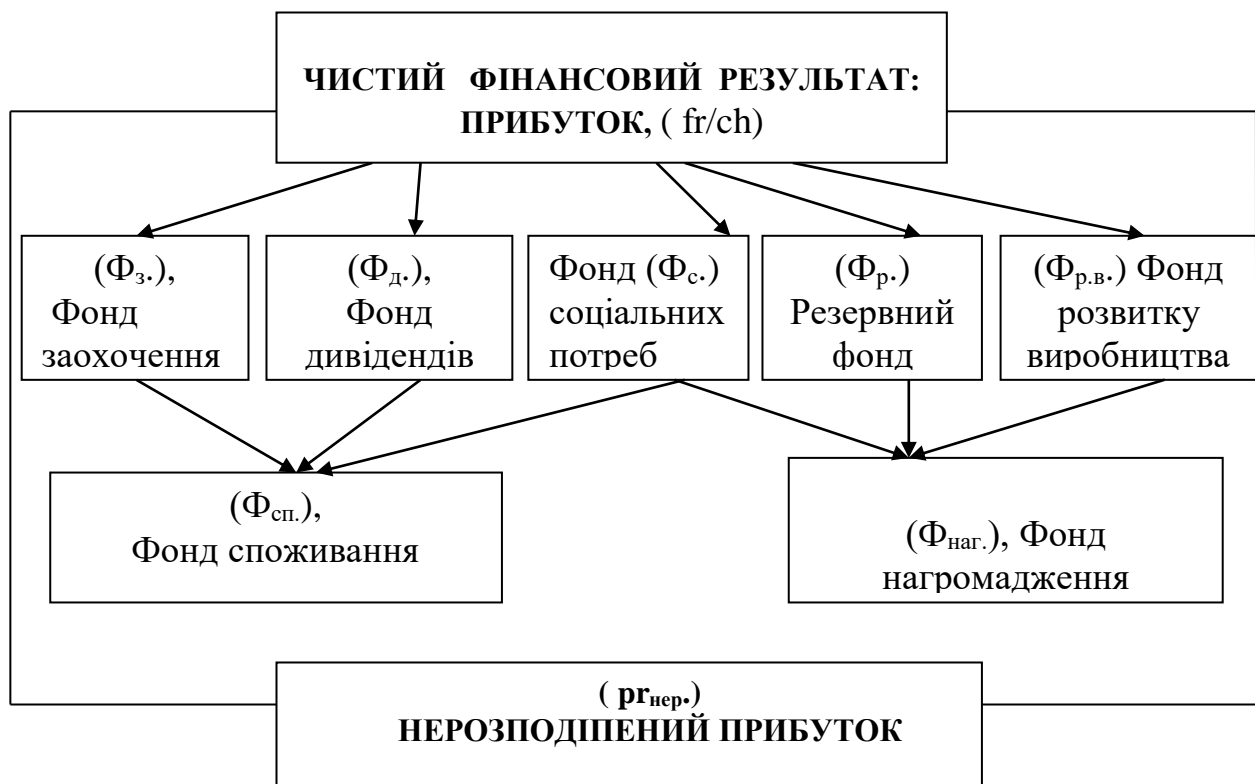 ЧИСТИЙ ФІНАНСОВИЙ РЕЗУЛЬТАТ:
ПРИБУТОК, ( fr/ch)
(Фз.),
Фонд
заохочення
(Фд.),
Фонд
дивідендів
Фонд (Фс.)
соціальних
потреб
(Фр.)
Резервний
фонд
(Фр.в.) Фонд
розвитку
виробництва
(Фсп.),
Фонд споживання
(Фнаг.), Фонд
нагромадження
( prнер.)
НЕРОЗПОДІПЕНИЙ ПРИБУТОК